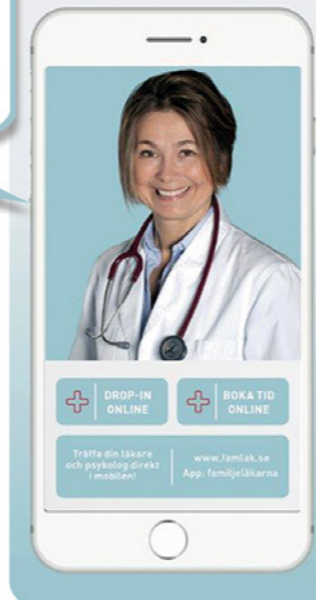 DROP-IN
ONLINE
BOKA TID
ONLINE
Träffa din läkare
och psykolog direkt
i mobilen!
www.famlak.se
App: familjeläkarna